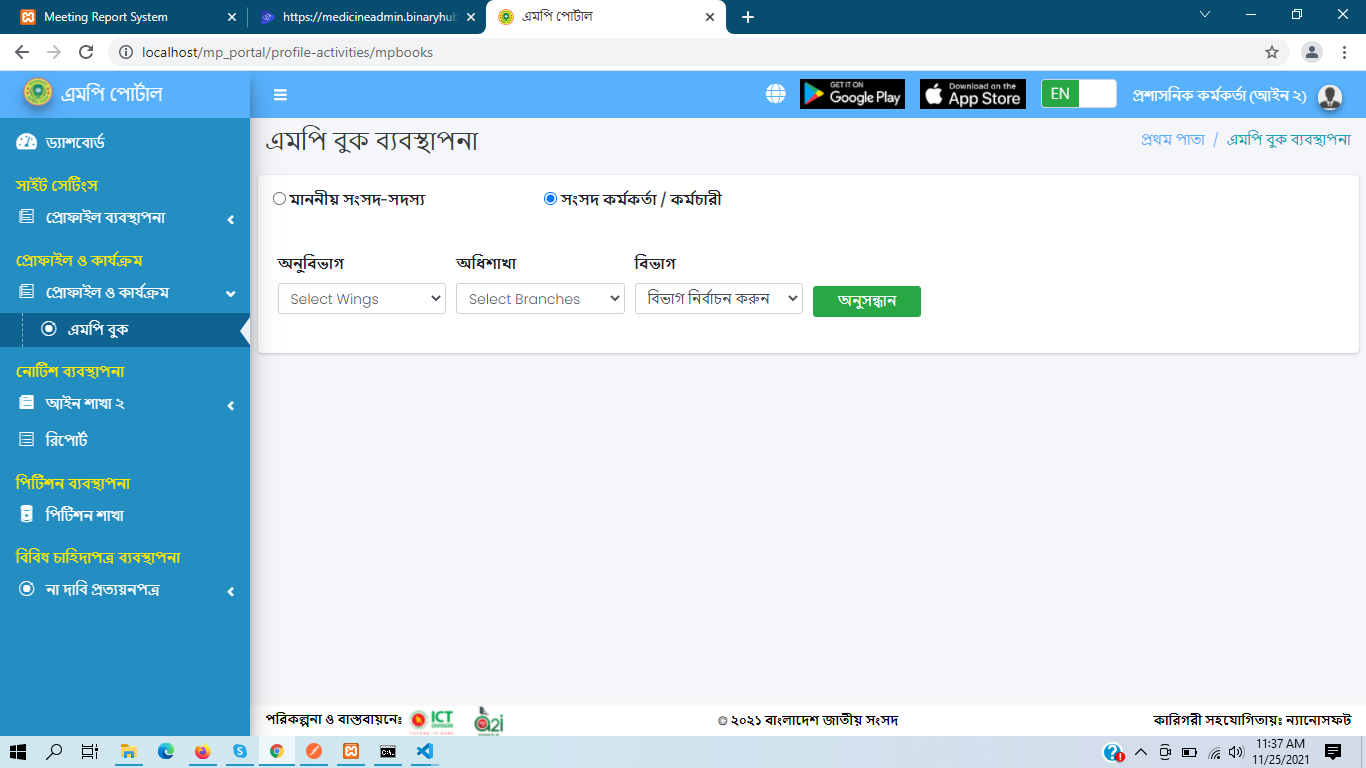 Meeting Report System
https://medicineadmin.binaryhub
এমপি পোর্টাল
localhost/mp_portal/profile-activities/mpbooks
এমপি পোর্টাল
GET IT ON
Google Play
Download on the
App Store
EN
প্রশাসনিক কর্মকর্তা (আইন ২)
ড্যাশবোর্ড
সাইট সেটিংস
প্রোফাইল ব্যবস্থাপনা
প্রোফাইল ও কার্যক্রম
প্রোফাইল ও কার্যক্রম
এমপি বুক
নোটিশ ব্যবস্থাপনা
আইন শাখা ২
রিপোর্ট
পিটিশন ব্যবস্থাপনা
পিটিশন শাখা
বিবিধ চাহিদাপত্র ব্যবস্থাপনা
না দাবি প্রত্যয়নপত্র
এমপি বুক ব্যবস্থাপনা
প্রথম পাতা / এমপি বুক ব্যবস্থাপনা
মাননীয় সংসদ-সদস্য
সংসদ কর্মকর্তা / কর্মচারী
অনুবিভাগ
অধিশাখা
বিভাগ
Select Wings
Select Branches
বিভাগ নির্বাচন করুন
অনুসন্ধান
পরিকল্পনা ও বাস্তবায়নেঃ
ICT
DIVISION
a2i
© ২০২১ বাংলাদেশ জাতীয় সংসদ
কারিগরী সহযোগিতায়ঃ ন্যানোসফট
11:37 AM
11/25/2021